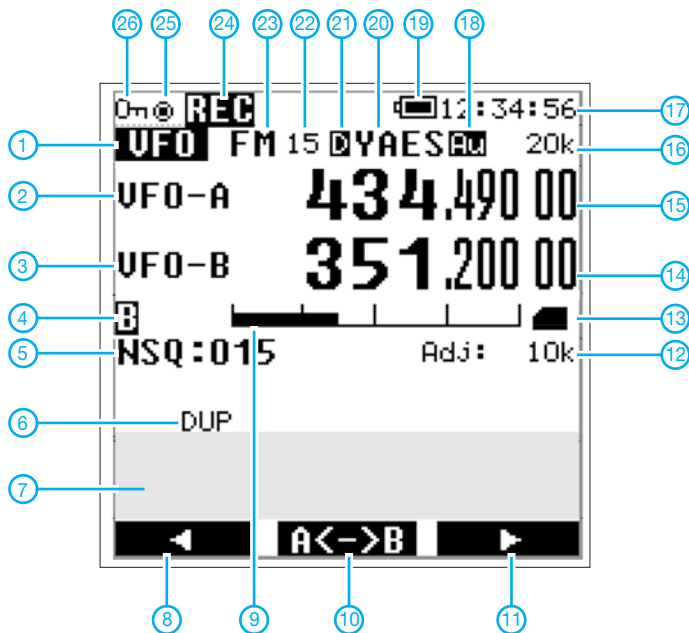 26 25 24 23 22 21 20 19 18
REC 12:34:56 17
1 VFO FM 15 D YAES Au 20k 16
2 VFO-A 434.490 00 15
3 VFO-B 351.200 00 14
4 B 13
5 NSQ:015 Adj: 10k 12
6 DUP
7
◀ A<->B ▶
8 9 10 11